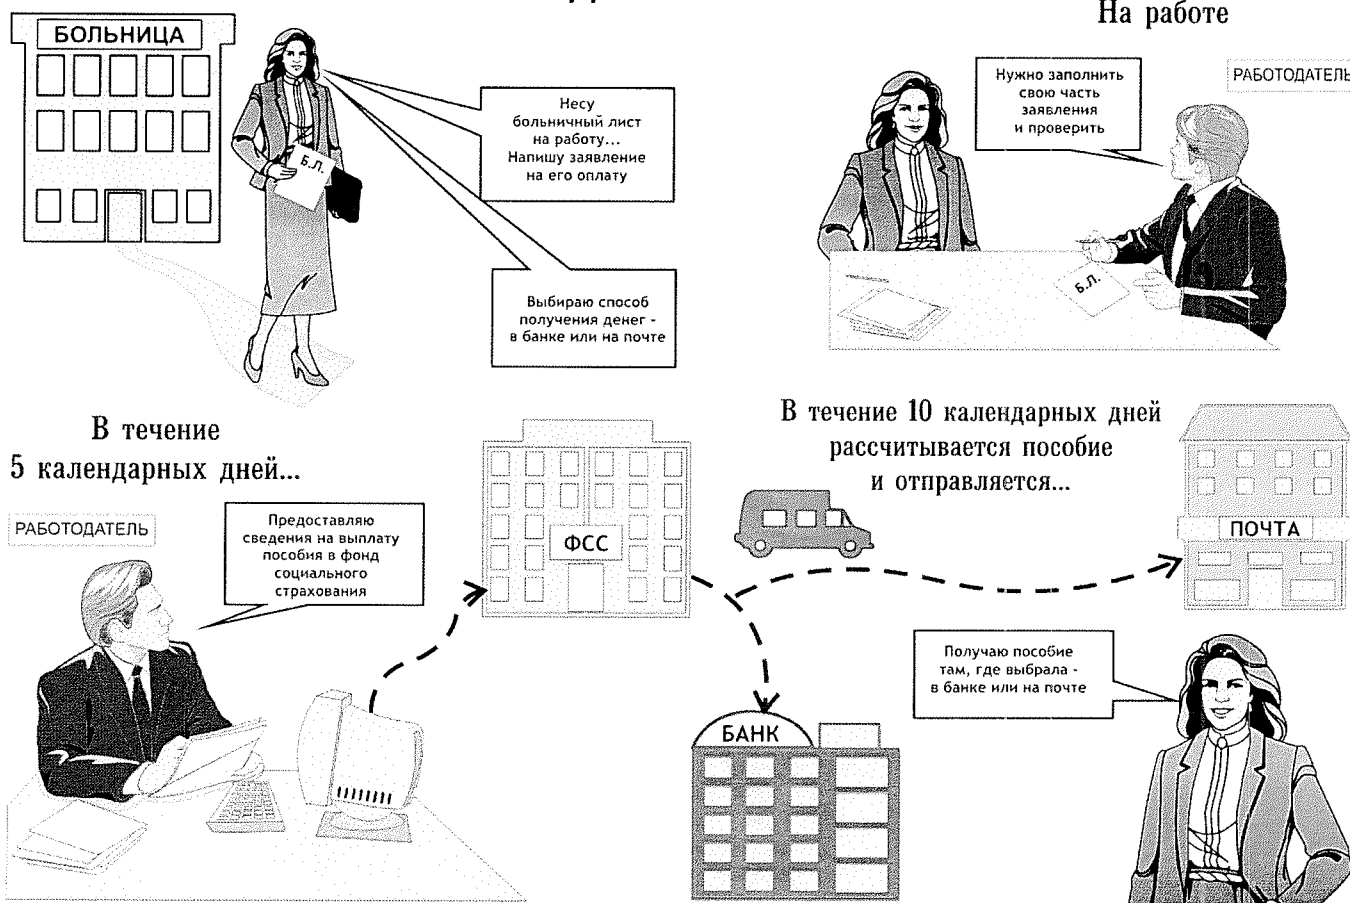 БОЛЬНИЦА
Несу
больничный лист
на работу...
Напишу заявление
на его оплату
Б.Л.
Выбираю способ
получения денег -
в банке или на почте
На работе
Нужно заполнить
свою часть
заявления
и проверить
РАБОТОДАТЕЛЬ
Б.Л.
В течение
5 календарных дней...
РАБОТОДАТЕЛЬ
Предоставляю
сведения на выплату
пособия в фонд
социального
страхования
ФСС
В течение 10 календарных дней
рассчитывается пособие
и отправляется...
ПОЧТА
БАНК
Получаю пособие
там, где выбрала -
в банке или на почте